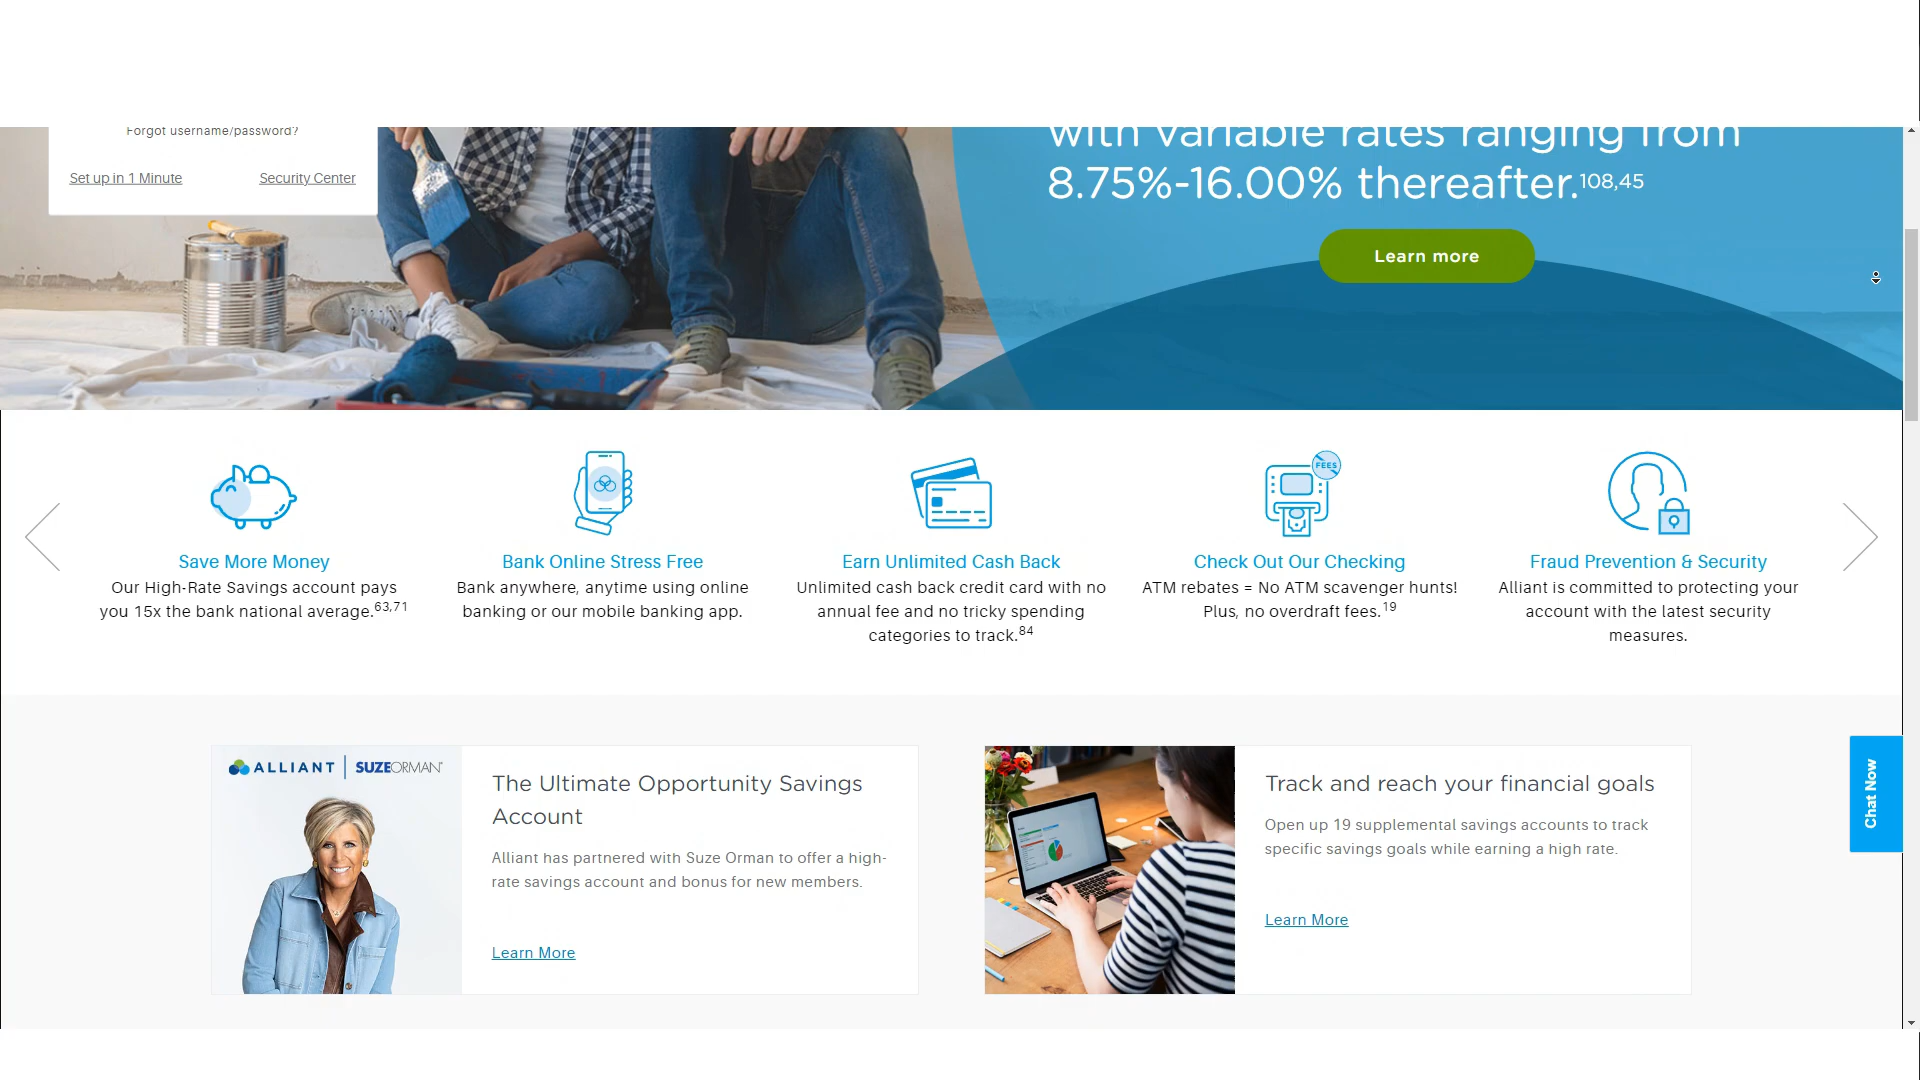 Forgot username/password?
Set up in 1 Minute
Security Center
with variable rates ranging from
8.75%-16.00% thereafter.108,45
Learn more
FEES
Save More Money
Our High-Rate Savings account pays
you 15x the bank national average.63,71
Bank Online Stress Free
Bank anywhere, anytime using online
banking or our mobile banking app.
Earn Unlimited Cash Back
Unlimited cash back credit card with no
annual fee and no tricky spending
categories to track.84
Check Out Our Checking
ATM rebates = No ATM scavenger hunts!
Plus, no overdraft fees.19
Fraud Prevention & Security
Alliant is committed to protecting your
account with the latest security
measures.
ALLIANT | SUZEORMAN
The Ultimate Opportunity Savings
Account
Alliant has partnered with Suze Orman to offer a high-
rate savings account and bonus for new members.
Learn More
Track and reach your financial goals
Open up 19 supplemental savings accounts to track
specific savings goals while earning a high rate.
Learn More
Chat Now